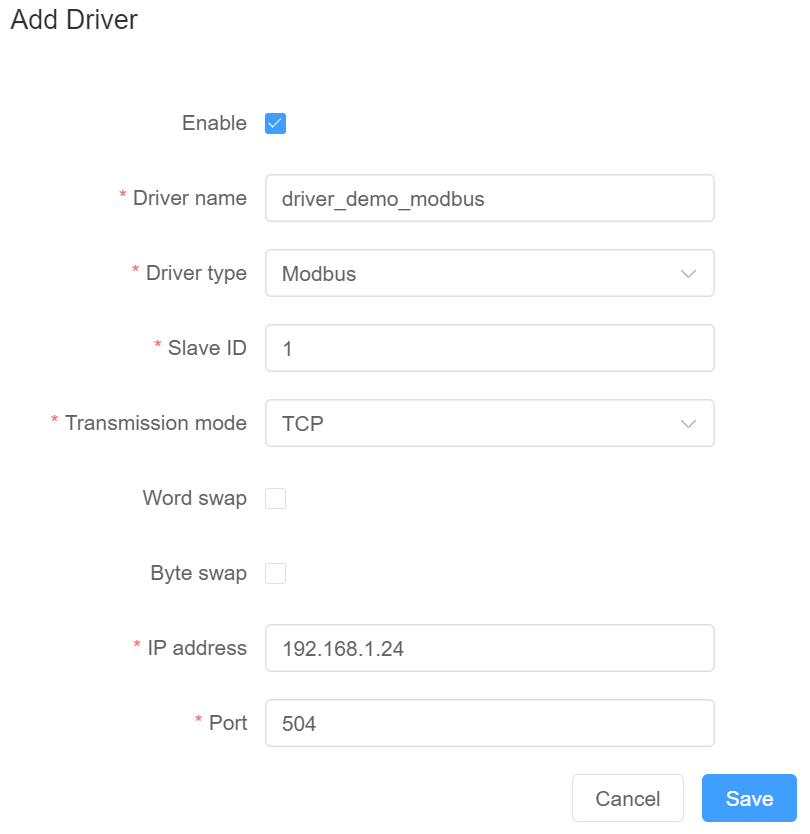 Add Driver
Enable
* Driver name driver_demo_modbus
* Driver type Modbus
* Slave ID 1
* Transmission mode TCP
Word swap
Byte swap
* IP address 192.168.1.24
* Port 504
Cancel Save